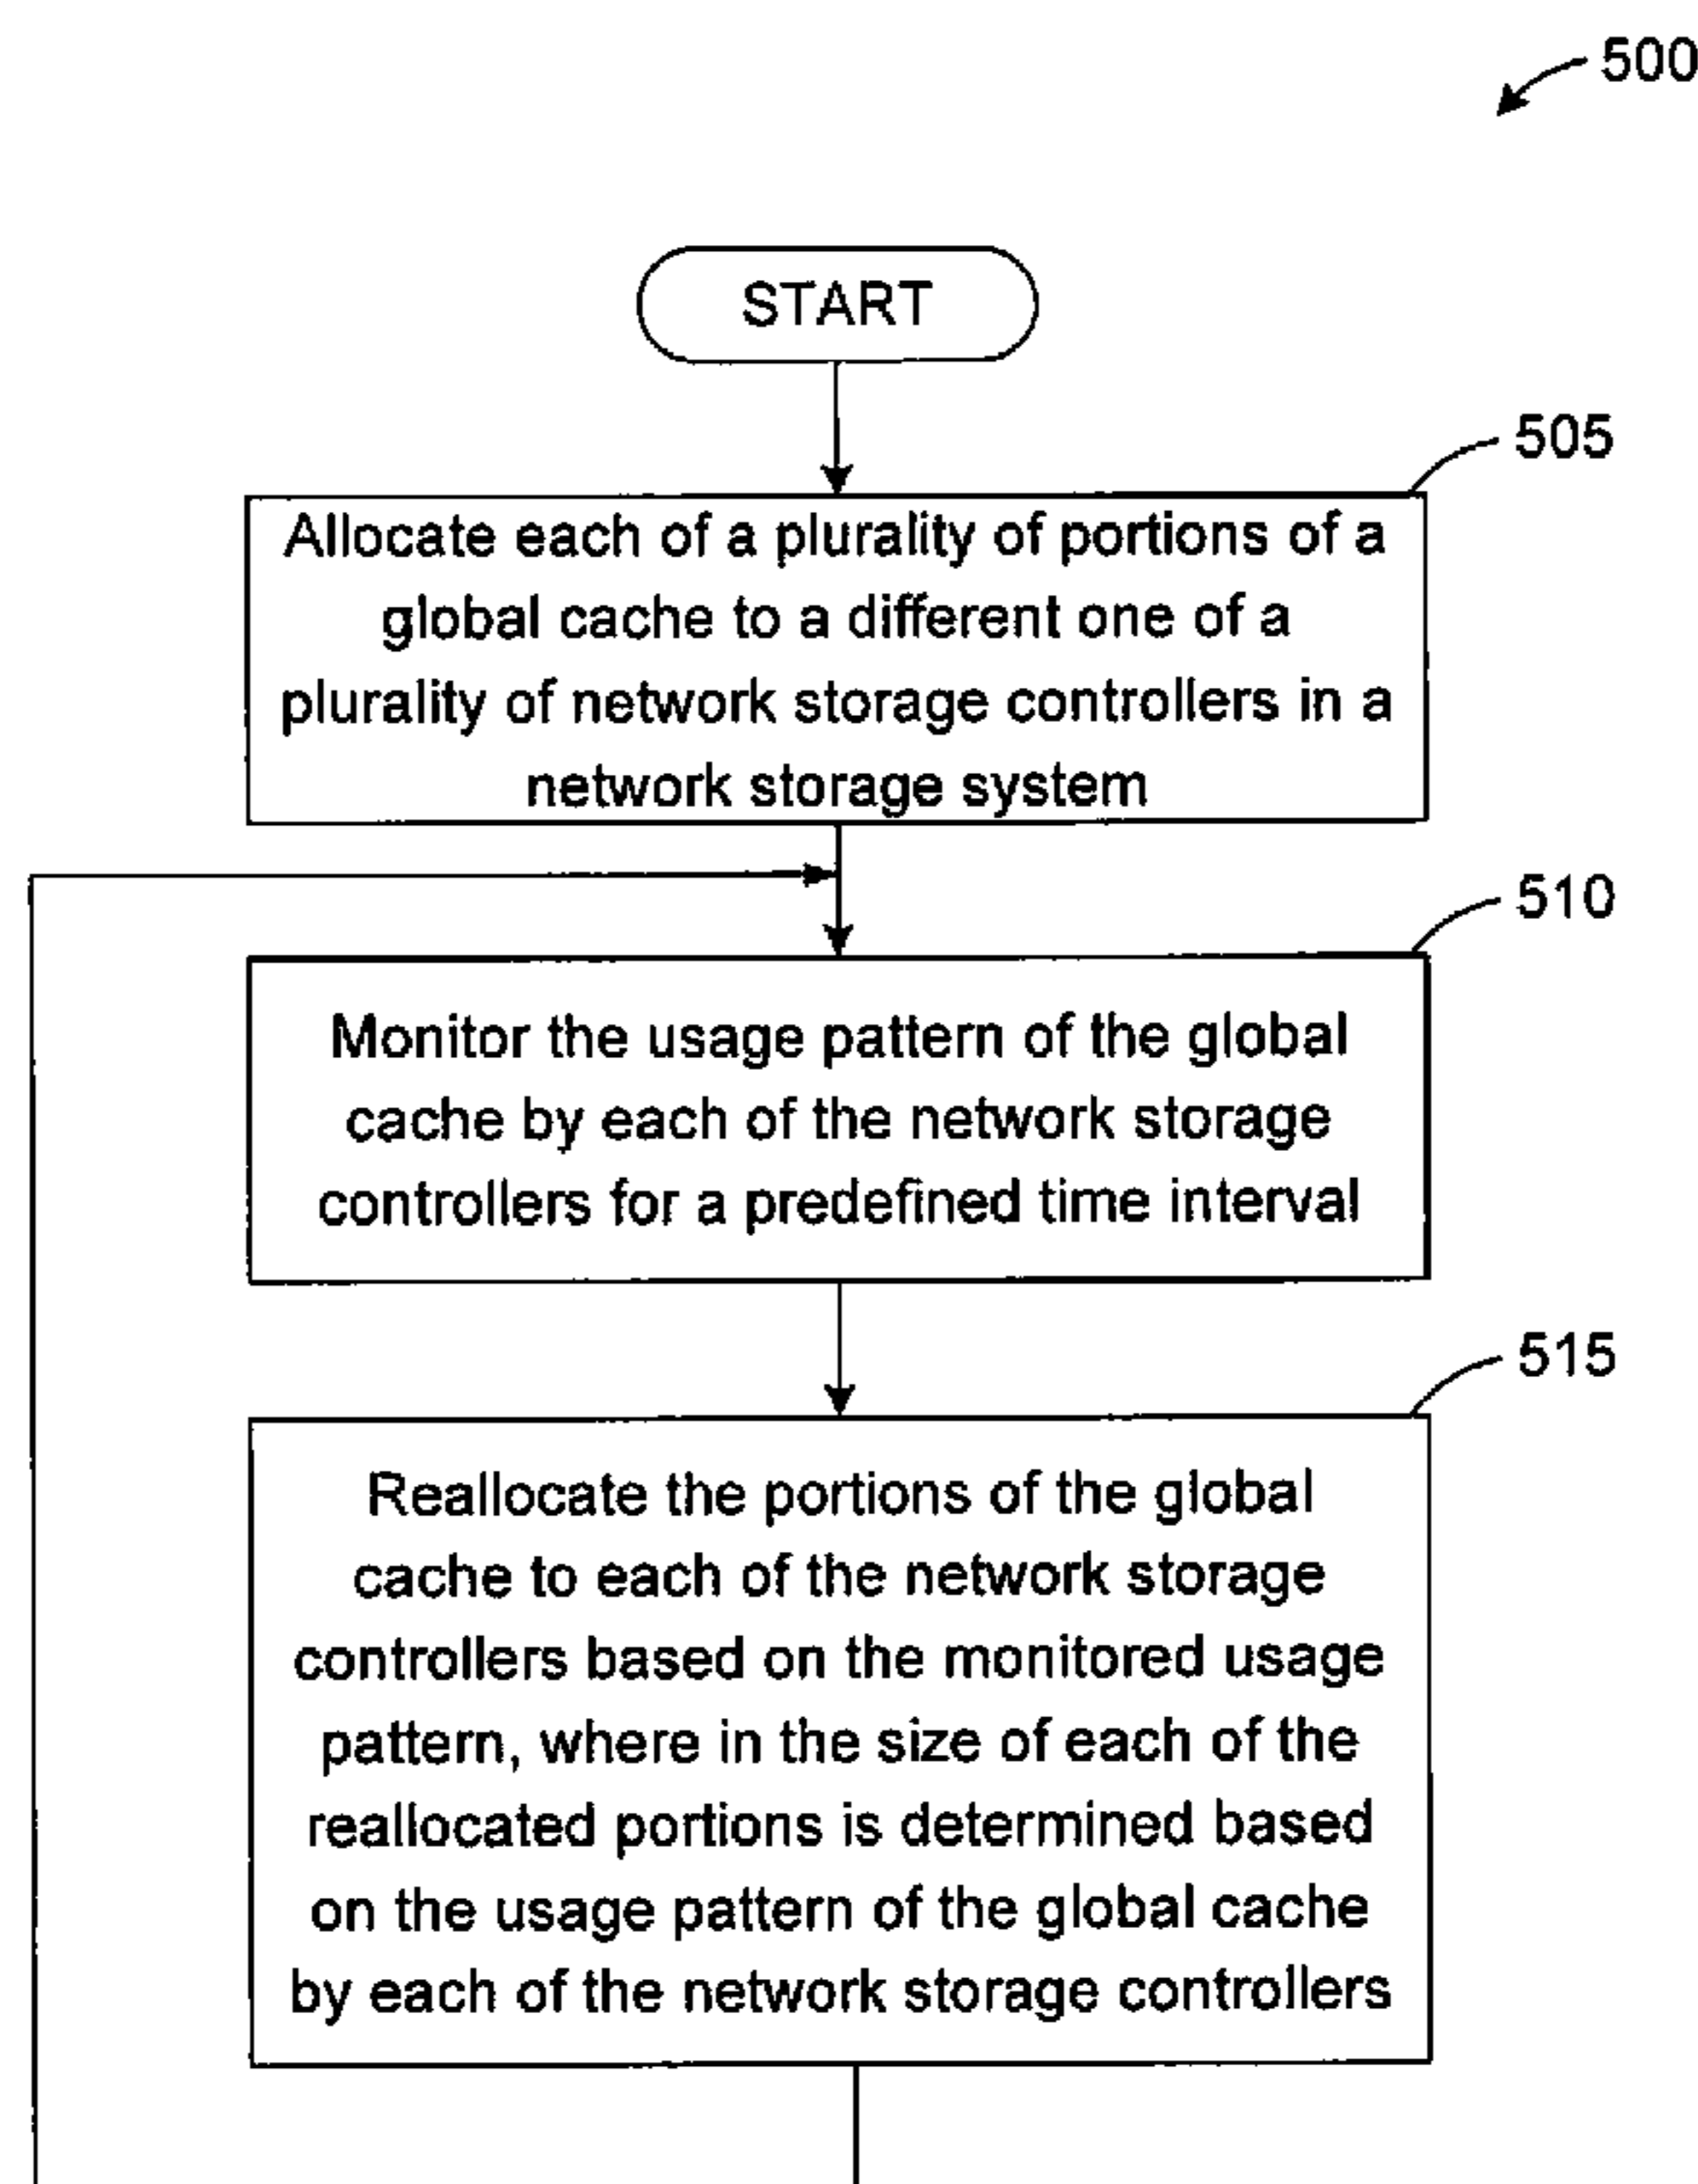 500
START
505
Allocate each of a plurality of portions of a
global cache to a different one of a
plurality of network storage controllers in a
network storage system
510
Monitor the usage pattern of the global
cache by each of the network storage
controllers for a predefined time interval
515
Reallocate the portions of the global
cache to each of the network storage
controllers based on the monitored usage
pattern, where in the size of each of the
reallocated portions is determined based
on the usage pattern of the global cache
by each of the network storage controllers